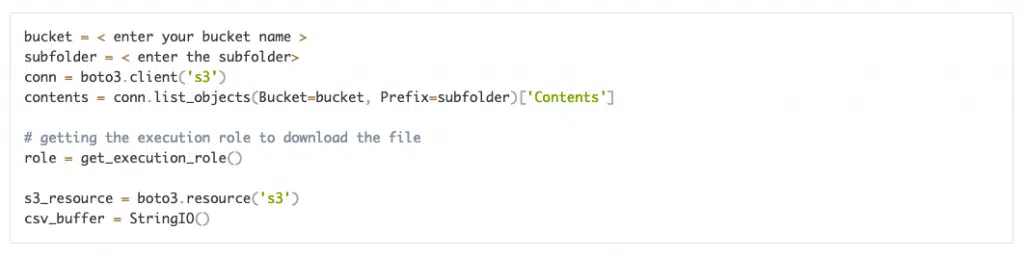 bucket = < enter your bucket name >
subfolder = < enter the subfolder>
conn = boto3.client('s3')
contents = conn.list_objects(Bucket=bucket, Prefix=subfolder)['Contents']
# getting the execution role to download the file
role = get_execution_role()
s3_resource = boto3.resource('s3')
csv_buffer = StringIO()